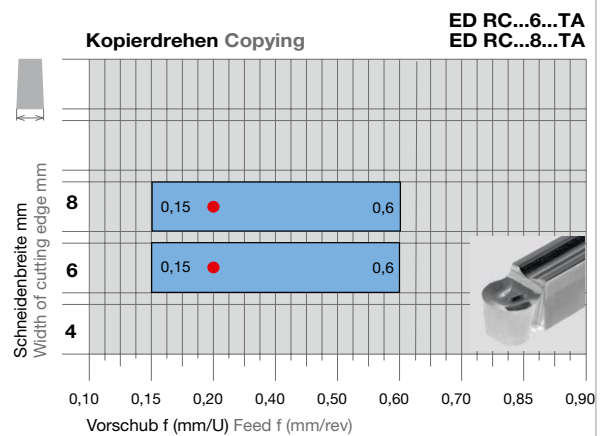 ED RC...6...TA
Kopierdrehen Copying ED RC...8...TA
Schneidenbreite mm
Width of cutting edge mm
8 0,15 0,6
6 0,15 0,6
4
0,10 0,15 0,20 0,40 0,50 0,60 0,70 0,85 0,90
Vorschub f (mm/U) Feed f (mm/rev)